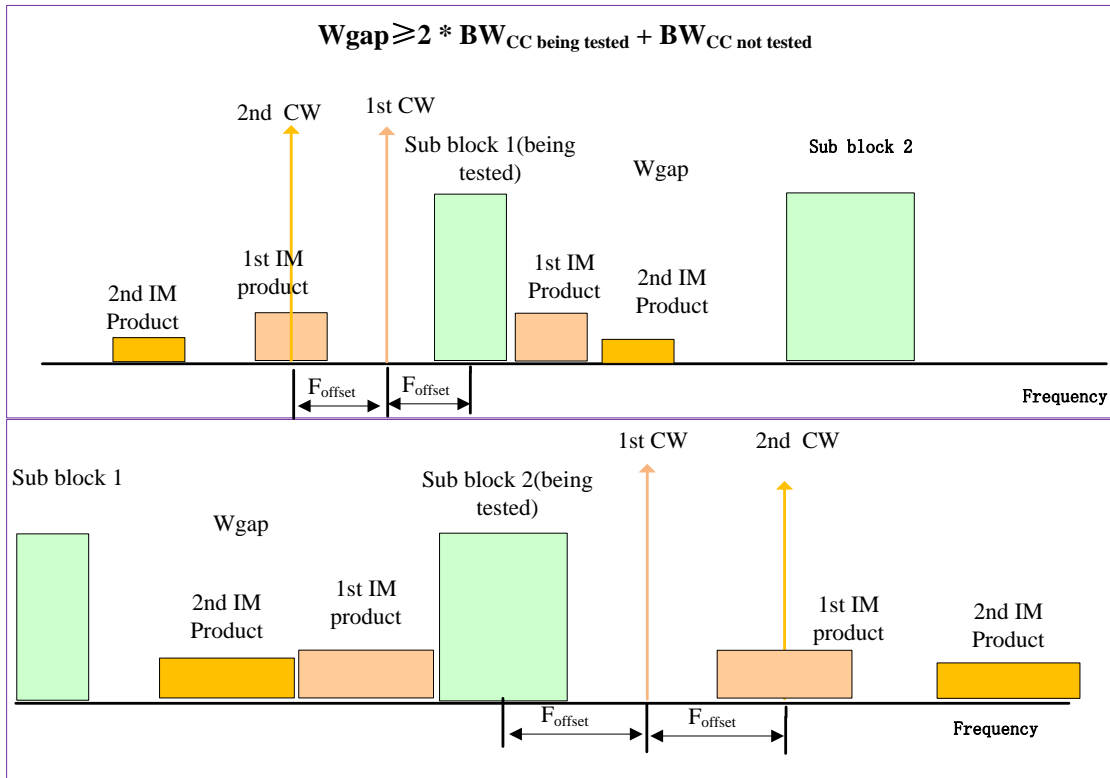 Wgap≥2 * BWCC being tested + BWCC not tested
2nd CW
1st CW
Sub block 1(being
tested)
Wgap
Sub block 2
1st IM
product
2nd IM
Product
1st IM
Product
2nd IM
Product
Foffset
Foffset
Frequency
Sub block 1
Wgap
Sub block 2(being
tested)
1st CW
2nd CW
2nd IM
Product
1st IM
product
1st IM
product
2nd IM
Product
Foffset
Foffset
Frequency